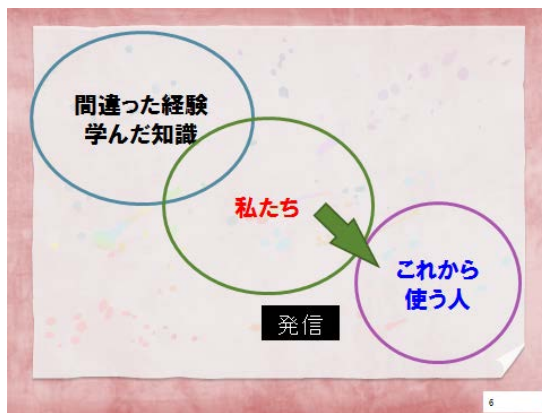 間違った経験
学んだ知識
私たち
これから
使う人
発信
6